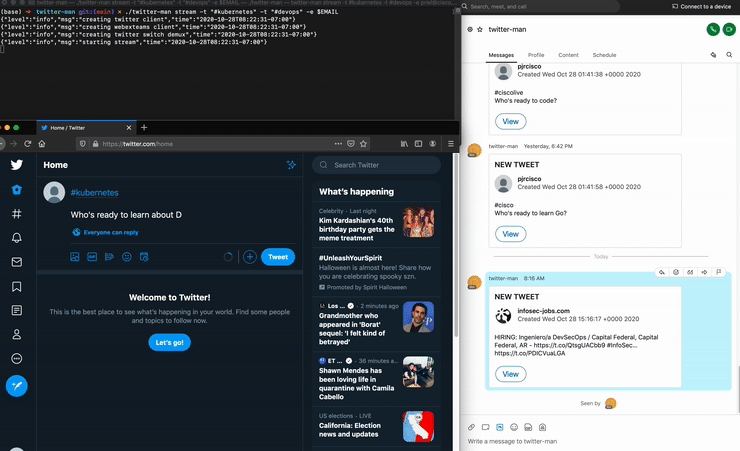 (base) → twitter-man git:(main) × ./twitter-man stream -t "#kubernetes" -t "#devops" -e $EMAIL
{"level":"info","msg":"creating twitter client","time":"2020-10-28T08:22:31-07:00"}
{"level":"info","msg":"creating webexteams client","time":"2020-10-28T08:22:31-07:00"}
{"level":"info","msg":"creating twitter switch demux","time":"2020-10-28T08:22:31-07:00"}
{"level":"info","msg":"starting stream","time":"2020-10-28T08:22:31-07:00"}
Home / Twitter
https://twitter.com/home
Home
#kubernetes
Who's ready to learn about D
Everyone can reply
GIF
Tweet
Welcome to Twitter!
This is the best place to see what's happening in your world. Find some people
and topics to follow now.
Let's go!
Search Twitter
What's happening
Celebrity · Last night
Kim Kardashian's 40th
birthday party gets the
meme treatment
#UnleashYourSpirit
Halloween is almost here! Share how
you are celebrating spooky szn.
Promoted by Spirit Halloween
Los ... · 2 minutes ago
Grandmother who
appeared in 'Borat'
sequel: 'I felt kind of
betrayed'
ET ... · 36 minutes a...
Shawn Mendes has
been loving life in
quarantine with Camila
Cabello
US elections · LIVE
California: Election
news and updates
Search, meet, and call
Connect to a device
twitter-man
Messages
Profile
Content
Schedule
pjrcisco
Created Wed Oct 28 01:41:38 +0000 2020
#ciscolive
Who's ready to code?
View
twitter-man Yesterday, 6:42 PM
NEW TWEET
pjrcisco
Created Wed Oct 28 01:41:58 +0000 2020
#cisco
Who's ready to learn Go?
View
Today
twitter-man 8:16 AM
NEW TWEET
infosec-jobs.com
Created Wed Oct 28 15:16:17 +0000 2020
HIRING: Ingeniero/a DevSecOps / Capital Federal, Capital
Federal, AR - https://t.co/QtsgUACbb9 #InfoSec...
https://t.co/PDICVuaLGA
View
Seen by
Write a message to twitter-man